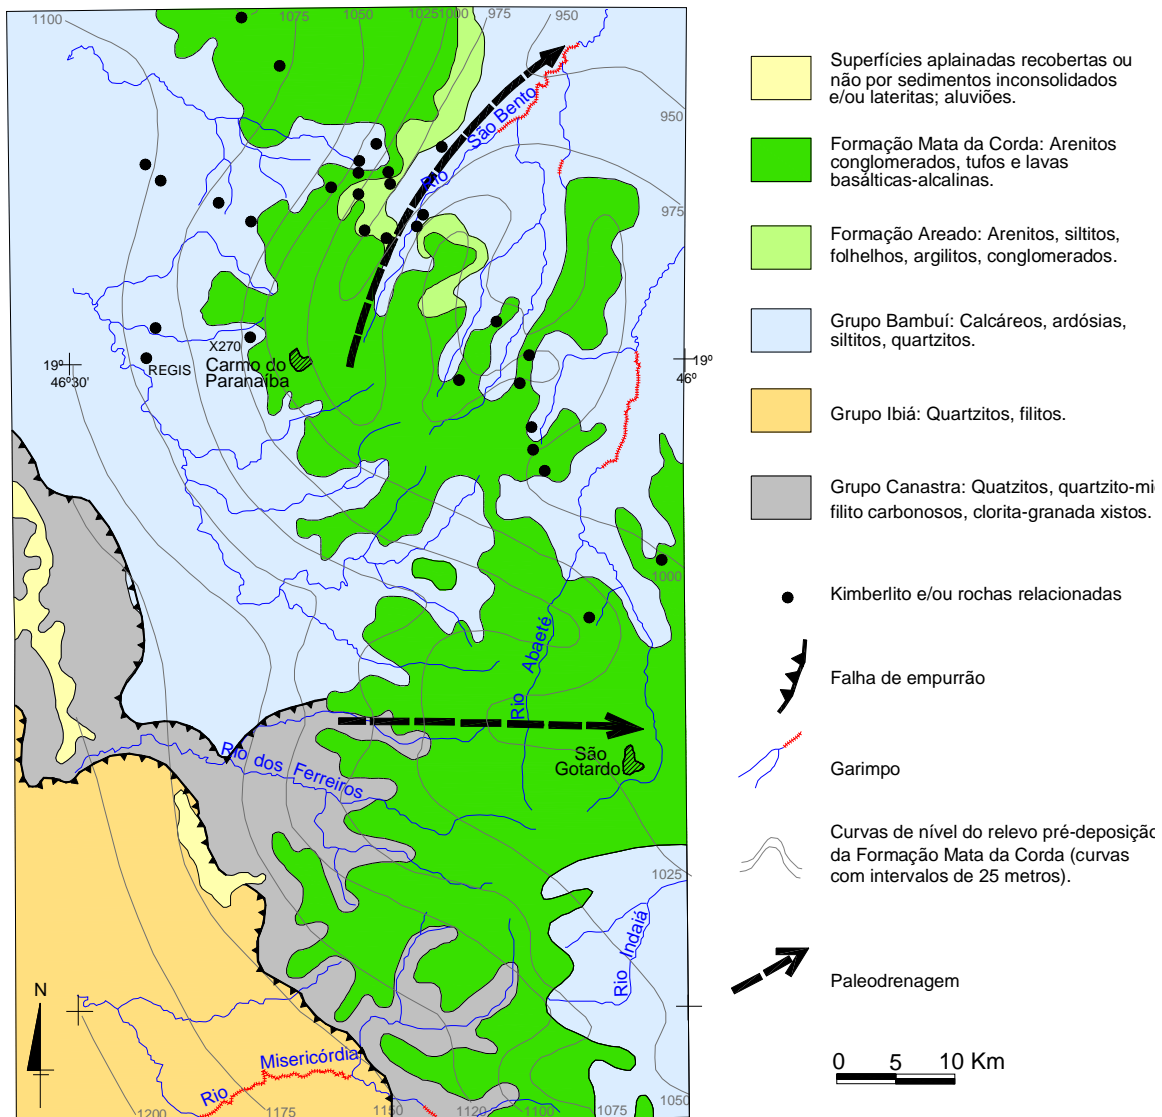 1100
1075
1050
1025
1000
975
950
950
975
Rio São Bento
X270
REGIS
Carmo do
Paranaíba
19º
46º30'
19º
46º
1000
Rio Abaeté
São
Gotardo
Rio dos Ferreiros
1025
Rio Indaiá
N
Rio Misericórdia
1200
1175
1150
1120
1100
1075
1050
Superfícies aplainadas recobertas ou
não por sedimentos inconsolidados
e/ou lateritas; aluviões.
Formação Mata da Corda: Arenitos
conglomerados, tufos e lavas
basálticas-alcalinas.
Formação Areado: Arenitos, siltitos,
folhelhos, argilitos, conglomerados.
Grupo Bambuí: Calcáreos, ardósias,
siltitos, quartzitos.
Grupo Ibiá: Quartzitos, filitos.
Grupo Canastra: Quatzitos, quartzito-mi
filito carbonosos, clorita-granada xistos.
Kimberlito e/ou rochas relacionadas
Falha de empurrão
Garimpo
Curvas de nível do relevo pré-deposição
da Formação Mata da Corda (curvas
com intervalos de 25 metros).
Paleodrenagem
0 5 10 Km